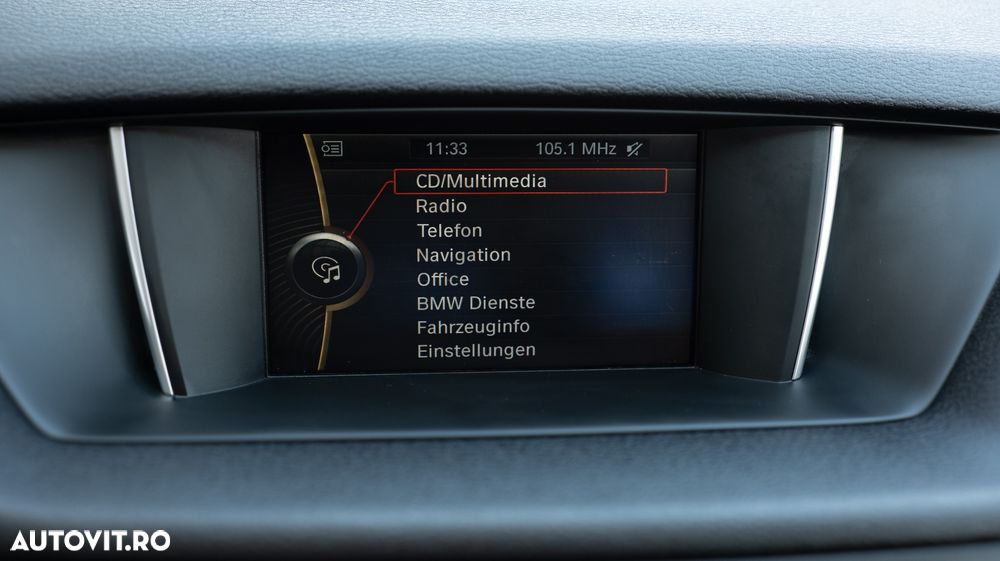 11:33 105.1 MHz
CD/Multimedia
Radio
Telefon
Navigation
Office
BMW Dienste
Fahrzeuginfo
Einstellungen
AUTOVIT.RO